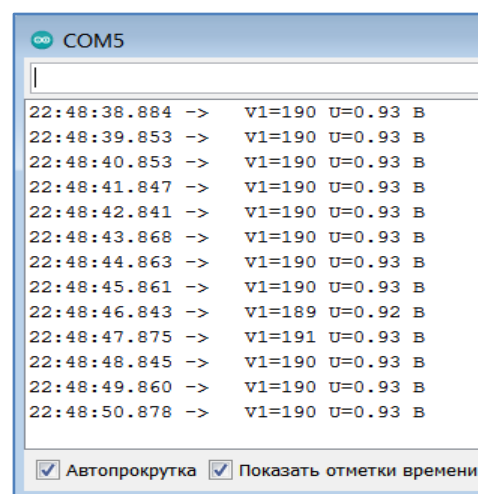 COM5
22:48:38.884 -> V1=190 U=0.93 В
22:48:39.853 -> V1=190 U=0.93 В
22:48:40.853 -> V1=190 U=0.93 В
22:48:41.847 -> V1=190 U=0.93 В
22:48:42.841 -> V1=190 U=0.93 В
22:48:43.868 -> V1=190 U=0.93 В
22:48:44.863 -> V1=190 U=0.93 В
22:48:45.861 -> V1=190 U=0.93 В
22:48:46.843 -> V1=189 U=0.92 В
22:48:47.875 -> V1=191 U=0.93 В
22:48:48.845 -> V1=190 U=0.93 В
22:48:49.860 -> V1=190 U=0.93 В
22:48:50.878 -> V1=190 U=0.93 В
Автопрокрутка Показать отметки времени